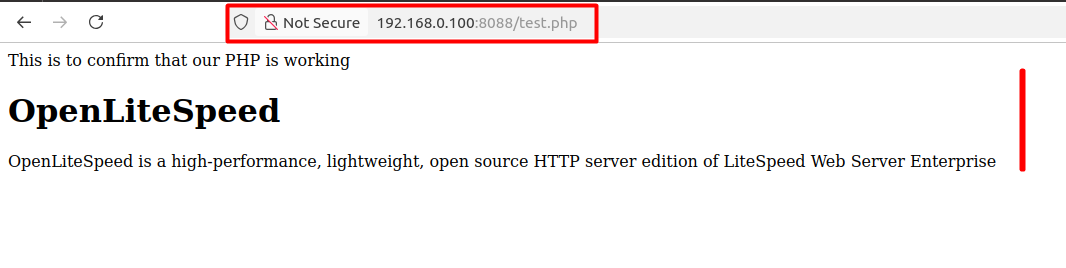 Not Secure 192.168.0.100:8088/test.php
This is to confirm that our PHP is working
OpenLiteSpeed
OpenLiteSpeed is a high-performance, lightweight, open source HTTP server edition of LiteSpeed Web Server Enterprise